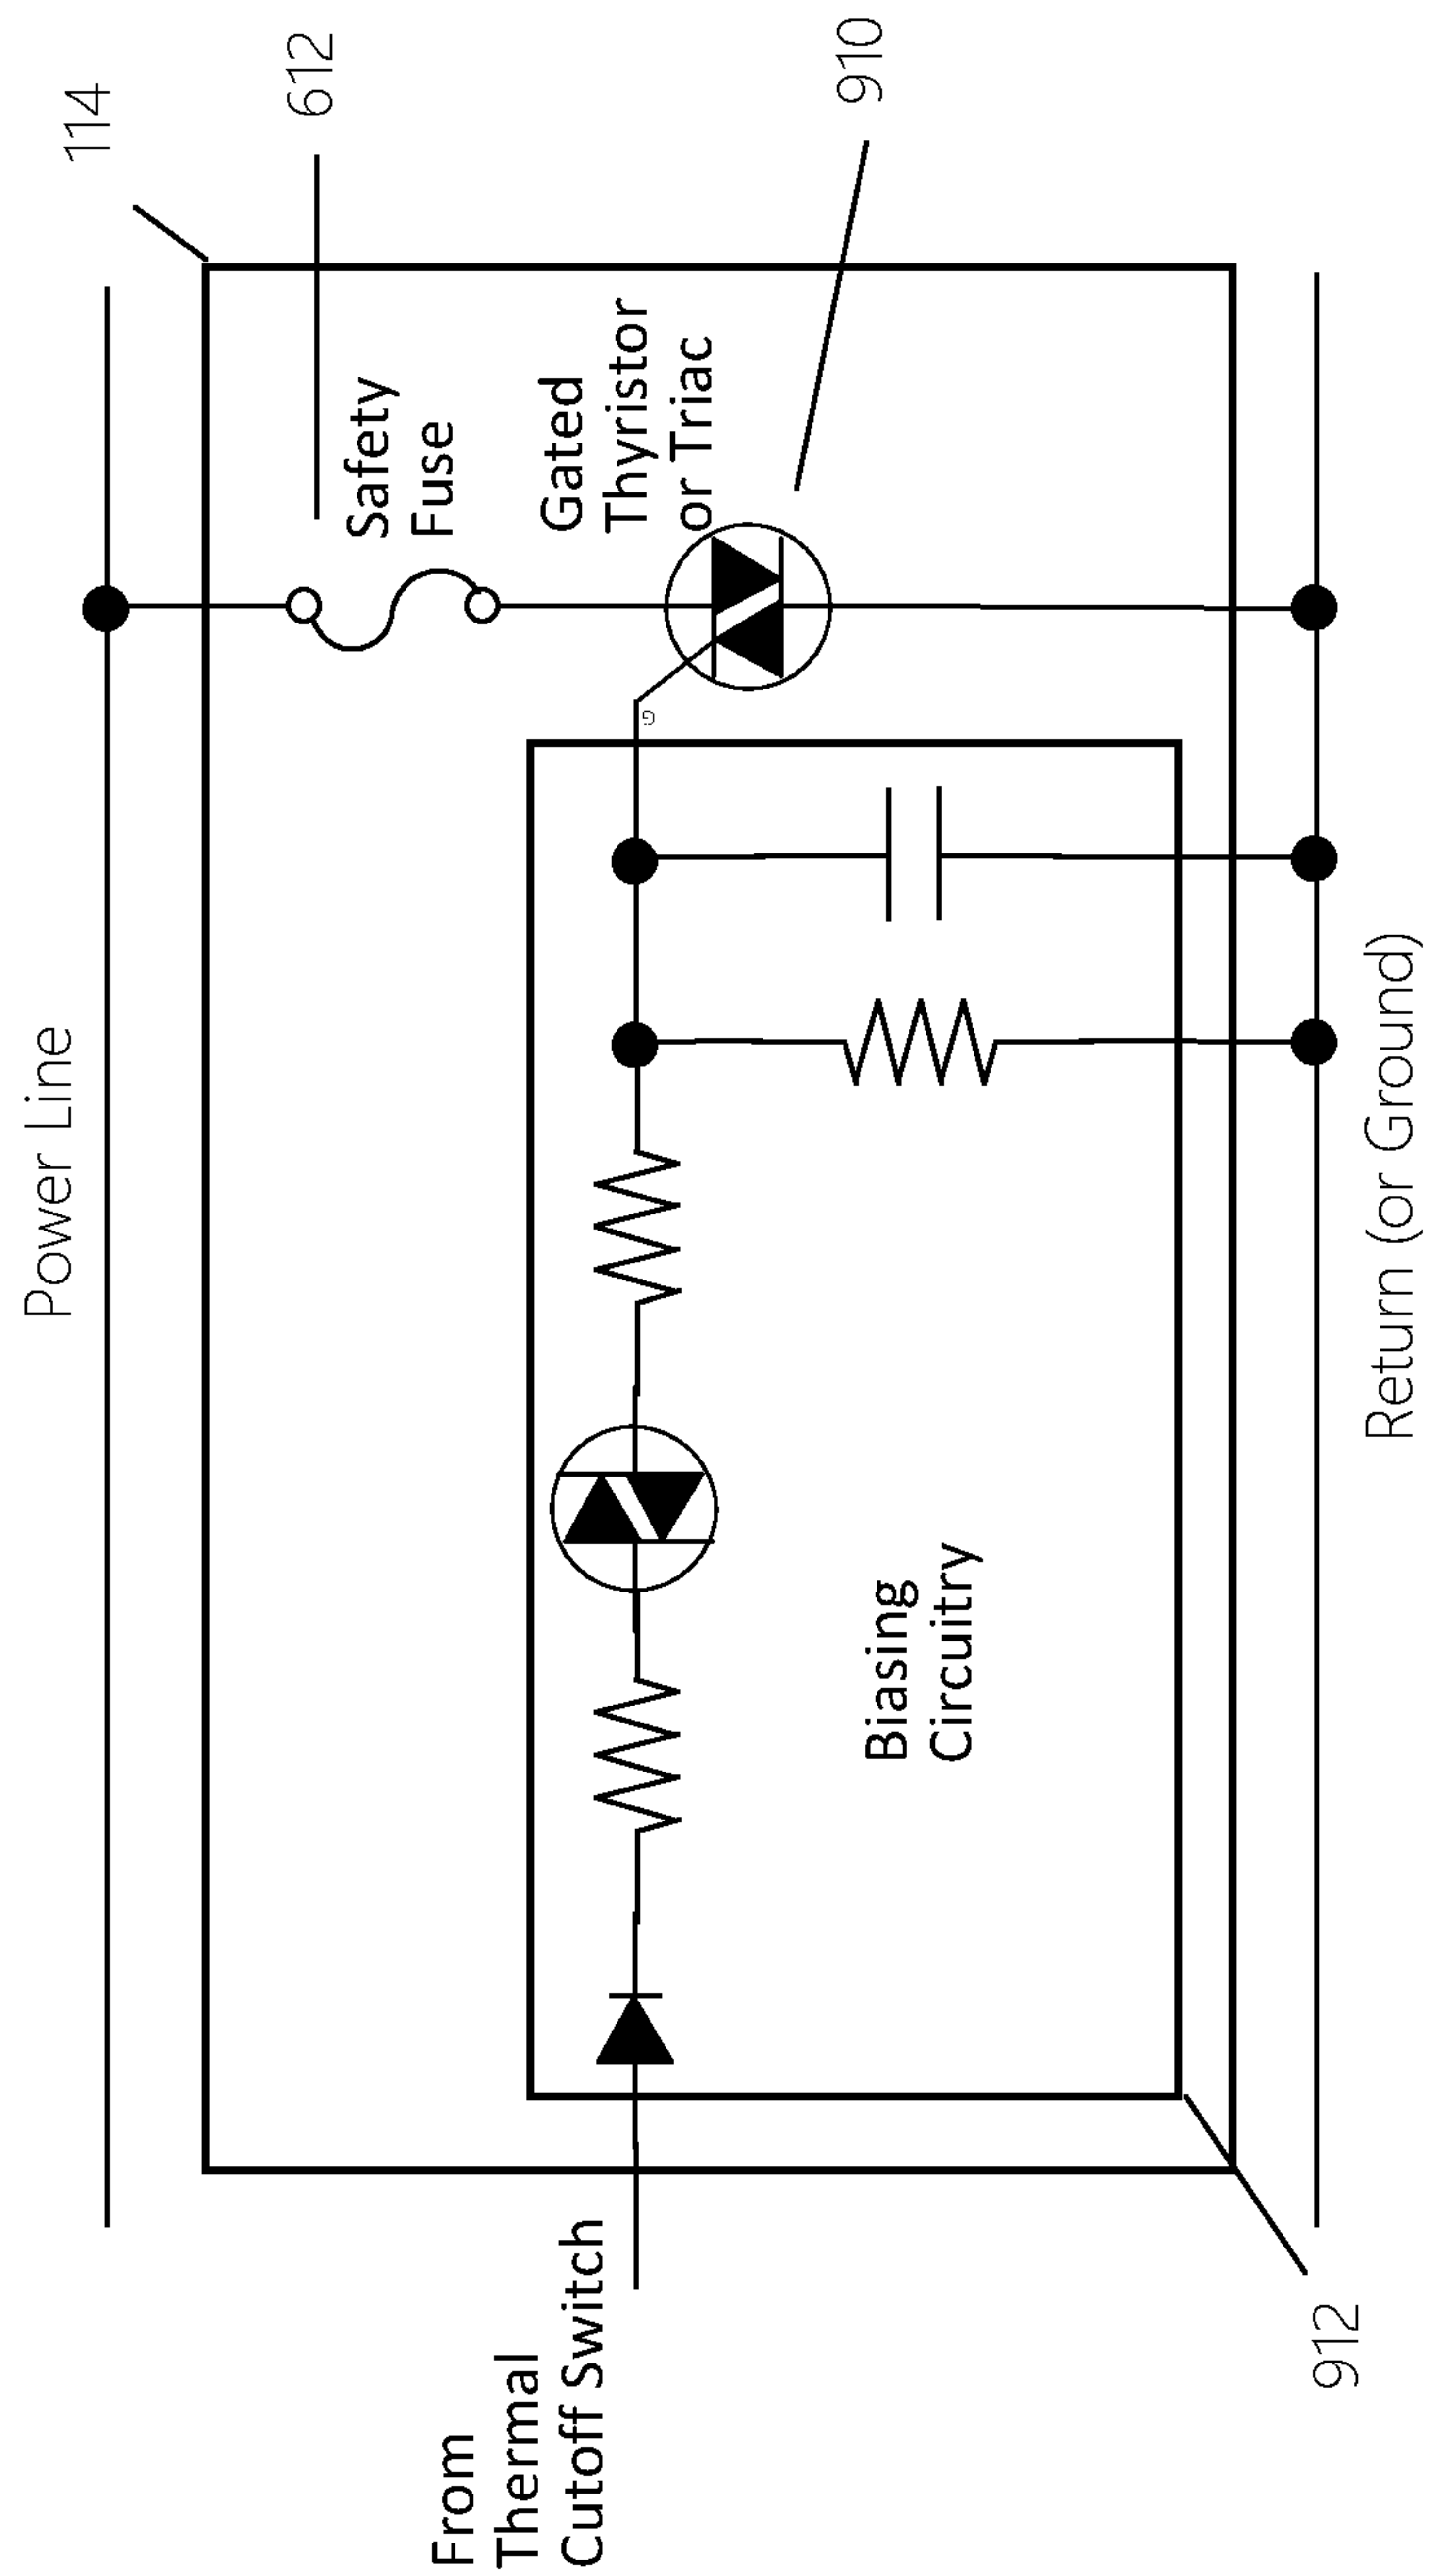 Power Line
114
612
Safety
Fuse
Gated
Thyristor
or Triac
910
G
From
Thermal
Cutoff Switch
Biasing
Circuitry
912
Return (or Ground)